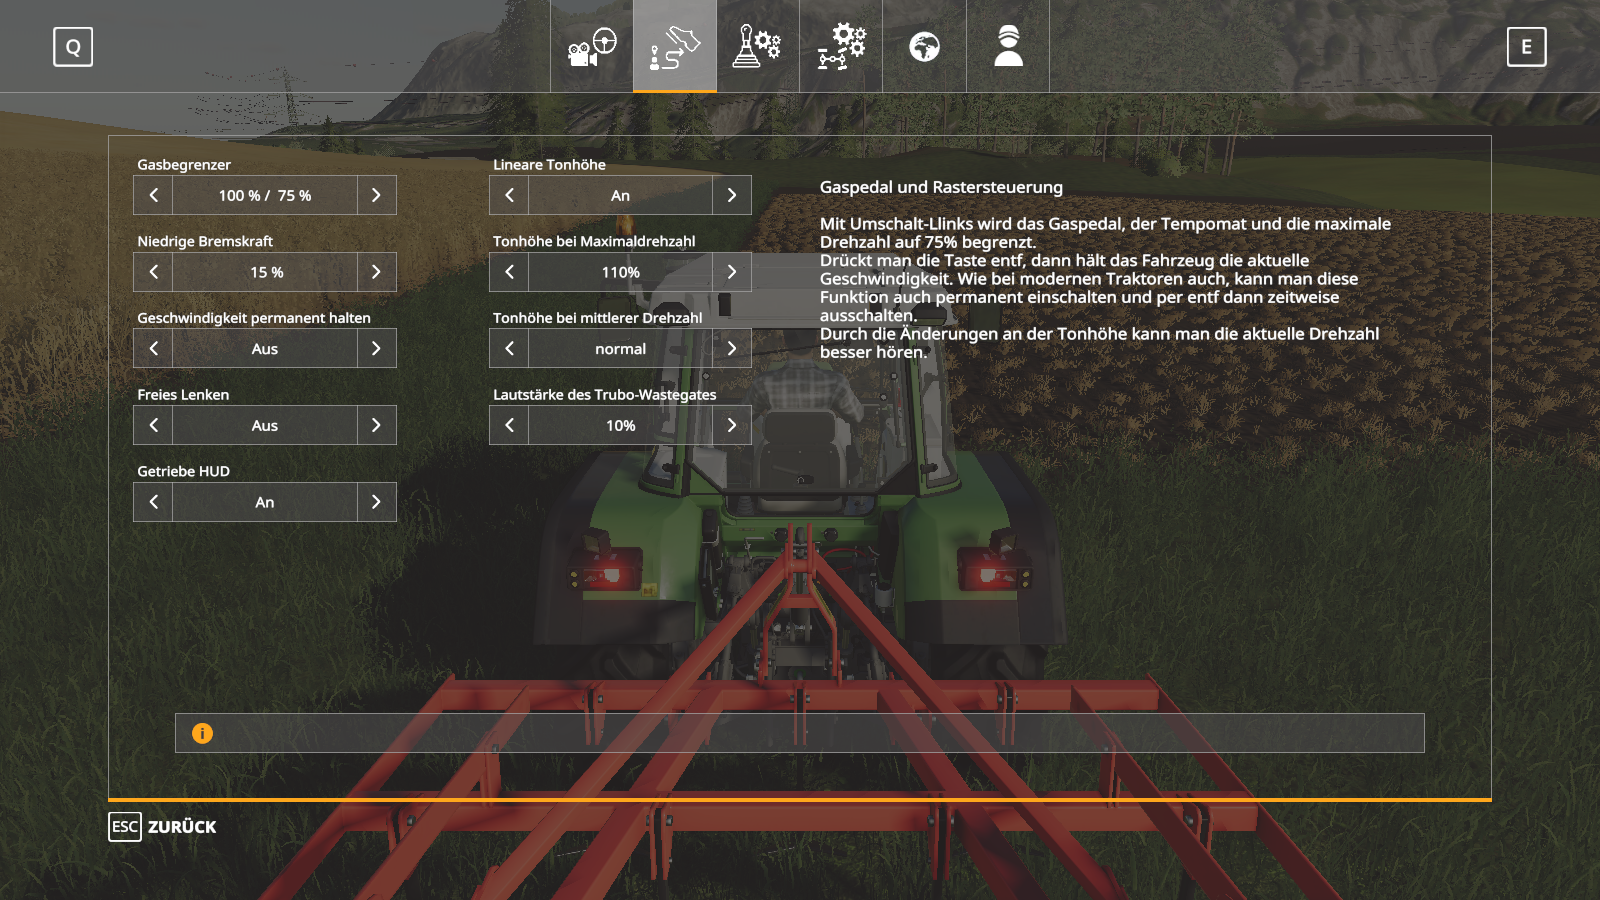 Q
E
Gasbegrenzer
100 % / 75 %
Niedrige Bremskraft
15 %
Geschwindigkeit permanent halten
Aus
Freies Lenken
Aus
Getriebe HUD
An
Lineare Tonhöhe
An
Tonhöhe bei Maximaldrehzahl
110%
Tonhöhe bei mittlerer Drehzahl
normal
Lautstärke des Trubo-Wastegates
10%
Gaspedal und Rastersteuerung
Mit Umschalt-Llinks wird das Gaspedal, der Tempomat und die maximale
Drehzahl auf 75% begrenzt.
Drückt man die Taste entf, dann hält das Fahrzeug die aktuelle
Geschwindigkeit. Wie bei modernen Traktoren auch, kann man diese
Funktion auch permanent einschalten und per entf dann zeitweise
ausschalten.
Durch die Änderungen an der Tonhöhe kann man die aktuelle Drehzahl
besser hören.
ESC ZURÜCK